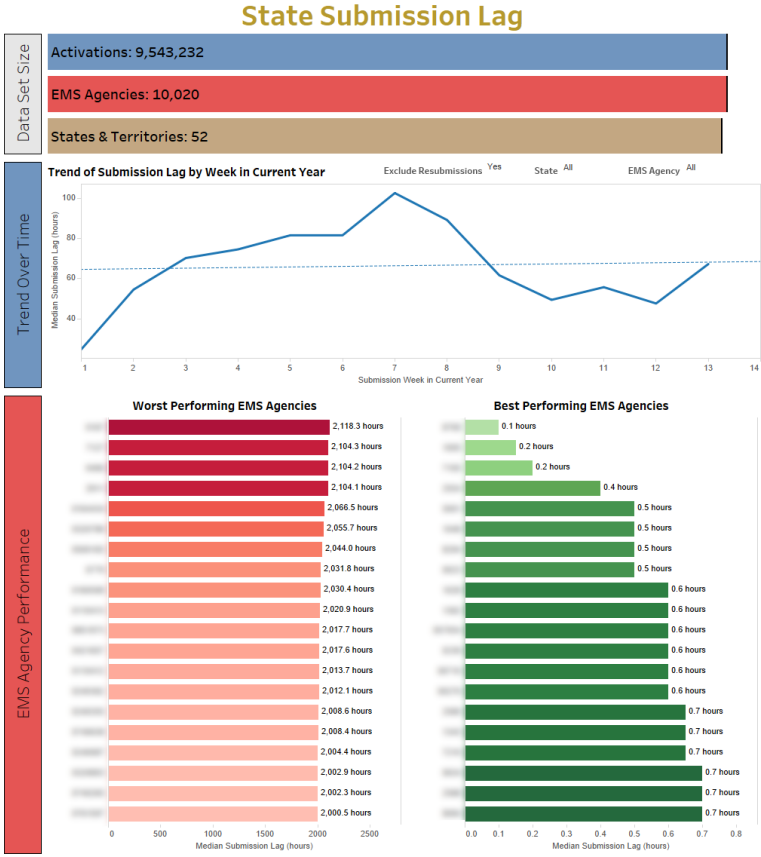 State Submission Lag
Data Set Size
Activations: 9,543,232
EMS Agencies: 10,020
States & Territories: 52
Trend Over Time
Trend of Submission Lag by Week in Current Year
Exclude Resubmissions Yes
State All
EMS Agency All
Median Submission Lag (hours)
100
80
60
40
1 2 3 4 5 6 7 8 9 10 11 12 13 14
Submission Week in Current Year
EMS Agency Performance
Worst Performing EMS Agencies
2,118.3 hours
2,104.3 hours
2,104.2 hours
2,104.1 hours
2,066.5 hours
2,055.7 hours
2,044.0 hours
2,031.8 hours
2,030.4 hours
2,020.9 hours
2,017.7 hours
2,017.6 hours
2,013.7 hours
2,012.1 hours
2,008.6 hours
2,008.4 hours
2,004.4 hours
2,002.9 hours
2,002.3 hours
2,000.5 hours
0 500 1000 1500 2000 2500
Median Submission Lag (hours)
Best Performing EMS Agencies
0.1 hours
0.2 hours
0.2 hours
0.4 hours
0.5 hours
0.5 hours
0.5 hours
0.5 hours
0.6 hours
0.6 hours
0.6 hours
0.6 hours
0.6 hours
0.6 hours
0.7 hours
0.7 hours
0.7 hours
0.7 hours
0.7 hours
0.7 hours
0.0 0.1 0.2 0.3 0.4 0.5 0.6 0.7 0.8
Median Submission Lag (hours)